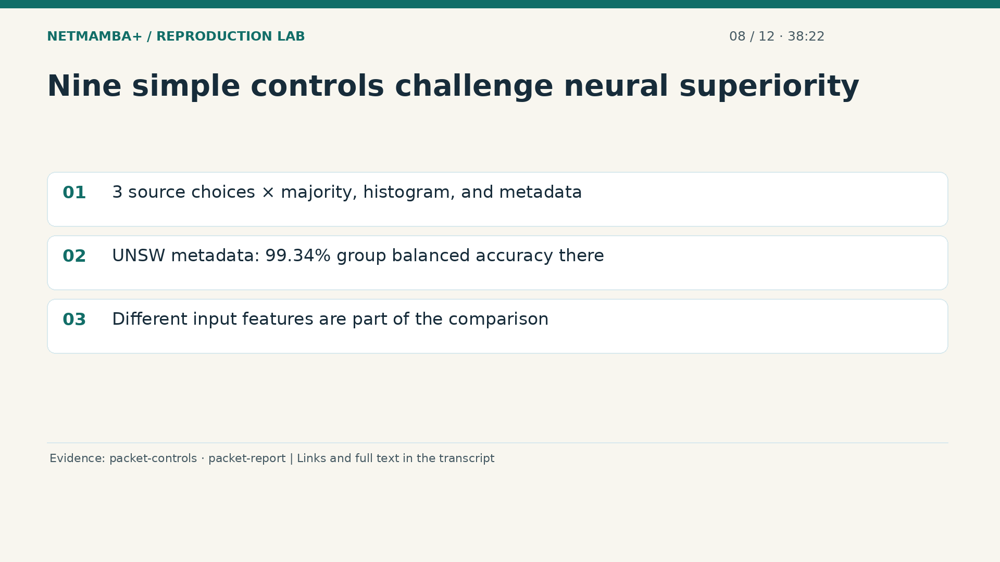 NETMAMBA+ / REPRODUCTION LAB
08 / 12 · 38:22
Nine simple controls challenge neural superiority
01 3 source choices × majority, histogram, and metadata
02 UNSW metadata: 99.34% group balanced accuracy there
03 Different input features are part of the comparison
Evidence: packet-controls · packet-report | Links and full text in the transcript